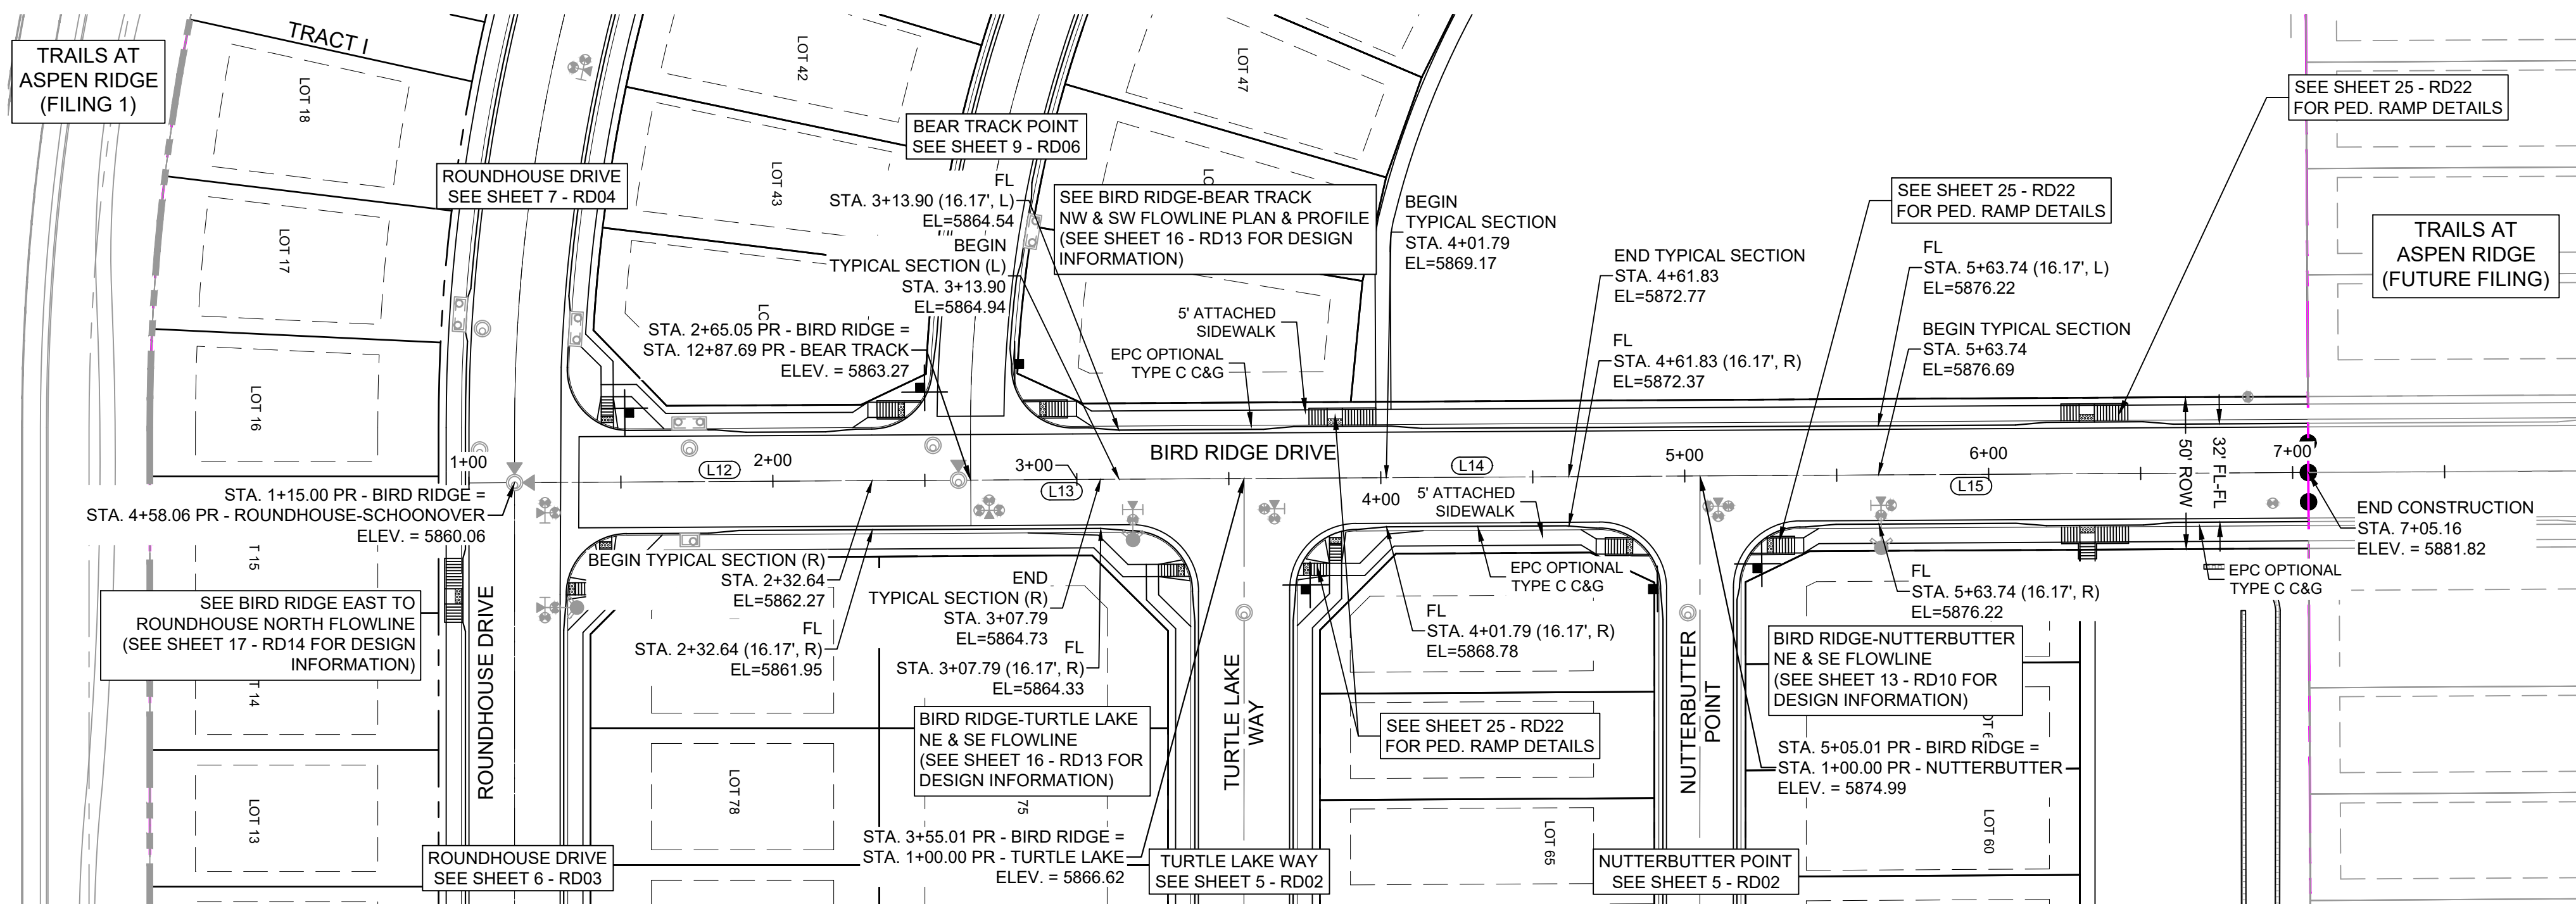 TRAILS AT
ASPEN RIDGE
(FILING 1)
TRACT I
LOT 18
LOT 17
LOT 16
LOT 42
LOT 43
LOT 47
ROUNDHOUSE DRIVE
SEE SHEET 7 - RD04
BEAR TRACK POINT
SEE SHEET 9 - RD06
FL
STA. 3+13.90 (16.17', L)
EL=5864.54
BEGIN
TYPICAL SECTION (L)
STA. 3+13.90
EL=5864.94
STA. 2+65.05 PR - BIRD RIDGE =
STA. 12+87.69 PR - BEAR TRACK
ELEV. = 5863.27
SEE BIRD RIDGE-BEAR TRACK
NW & SW FLOWLINE PLAN & PROFILE
(SEE SHEET 16 - RD13 FOR DESIGN
INFORMATION)
5' ATTACHED
SIDEWALK
EPC OPTIONAL
TYPE C C&G
BEGIN
TYPICAL SECTION
STA. 4+01.79
EL=5869.17
END TYPICAL SECTION
STA. 4+61.83
EL=5872.77
FL
STA. 4+61.83 (16.17', R)
EL=5872.37
SEE SHEET 25 - RD22
FOR PED. RAMP DETAILS
FL
STA. 5+63.74 (16.17', L)
EL=5876.22
BEGIN TYPICAL SECTION
STA. 5+63.74
EL=5876.69
SEE SHEET 25 - RD22
FOR PED. RAMP DETAILS
TRAILS AT
ASPEN RIDGE
(FUTURE FILING)
BIRD RIDGE DRIVE
1+00
L12
2+00
3+00
L13
4+00
L14
5+00
6+00
L15
7+00
50' ROW
32' FL-FL
5' ATTACHED
SIDEWALK
EPC OPTIONAL
TYPE C C&G
END CONSTRUCTION
STA. 7+05.16
ELEV. = 5881.82
EPC OPTIONAL
TYPE C C&G
STA. 1+15.00 PR - BIRD RIDGE =
STA. 4+58.06 PR - ROUNDHOUSE-SCHOONOVER
ELEV. = 5860.06
SEE BIRD RIDGE EAST TO
ROUNDHOUSE NORTH FLOWLINE
(SEE SHEET 17 - RD14 FOR DESIGN
INFORMATION)
ROUNDHOUSE DRIVE
BEGIN TYPICAL SECTION (R)
STA. 2+32.64
EL=5862.27
FL
STA. 2+32.64 (16.17', R)
EL=5861.95
END
TYPICAL SECTION (R)
STA. 3+07.79
EL=5864.73
FL
STA. 3+07.79 (16.17', R)
EL=5864.33
BIRD RIDGE-TURTLE LAKE
NE & SE FLOWLINE
(SEE SHEET 16 - RD13 FOR
DESIGN INFORMATION)
TURTLE LAKE
WAY
FL
STA. 4+01.79 (16.17', R)
EL=5868.78
SEE SHEET 25 - RD22
FOR PED. RAMP DETAILS
NUTTERBUTTER
POINT
FL
STA. 5+63.74 (16.17', R)
EL=5876.22
BIRD RIDGE-NUTTERBUTTER
NE & SE FLOWLINE
(SEE SHEET 13 - RD10 FOR
DESIGN INFORMATION)
STA. 5+05.01 PR - BIRD RIDGE =
STA. 1+00.00 PR - NUTTERBUTTER
ELEV. = 5874.99
STA. 3+55.01 PR - BIRD RIDGE =
STA. 1+00.00 PR - TURTLE LAKE
ELEV. = 5866.62
15
14
LOT 13
LOT 78
75
LOT 65
LOT 60
ROUNDHOUSE DRIVE
SEE SHEET 6 - RD03
TURTLE LAKE WAY
SEE SHEET 5 - RD02
NUTTERBUTTER POINT
SEE SHEET 5 - RD02